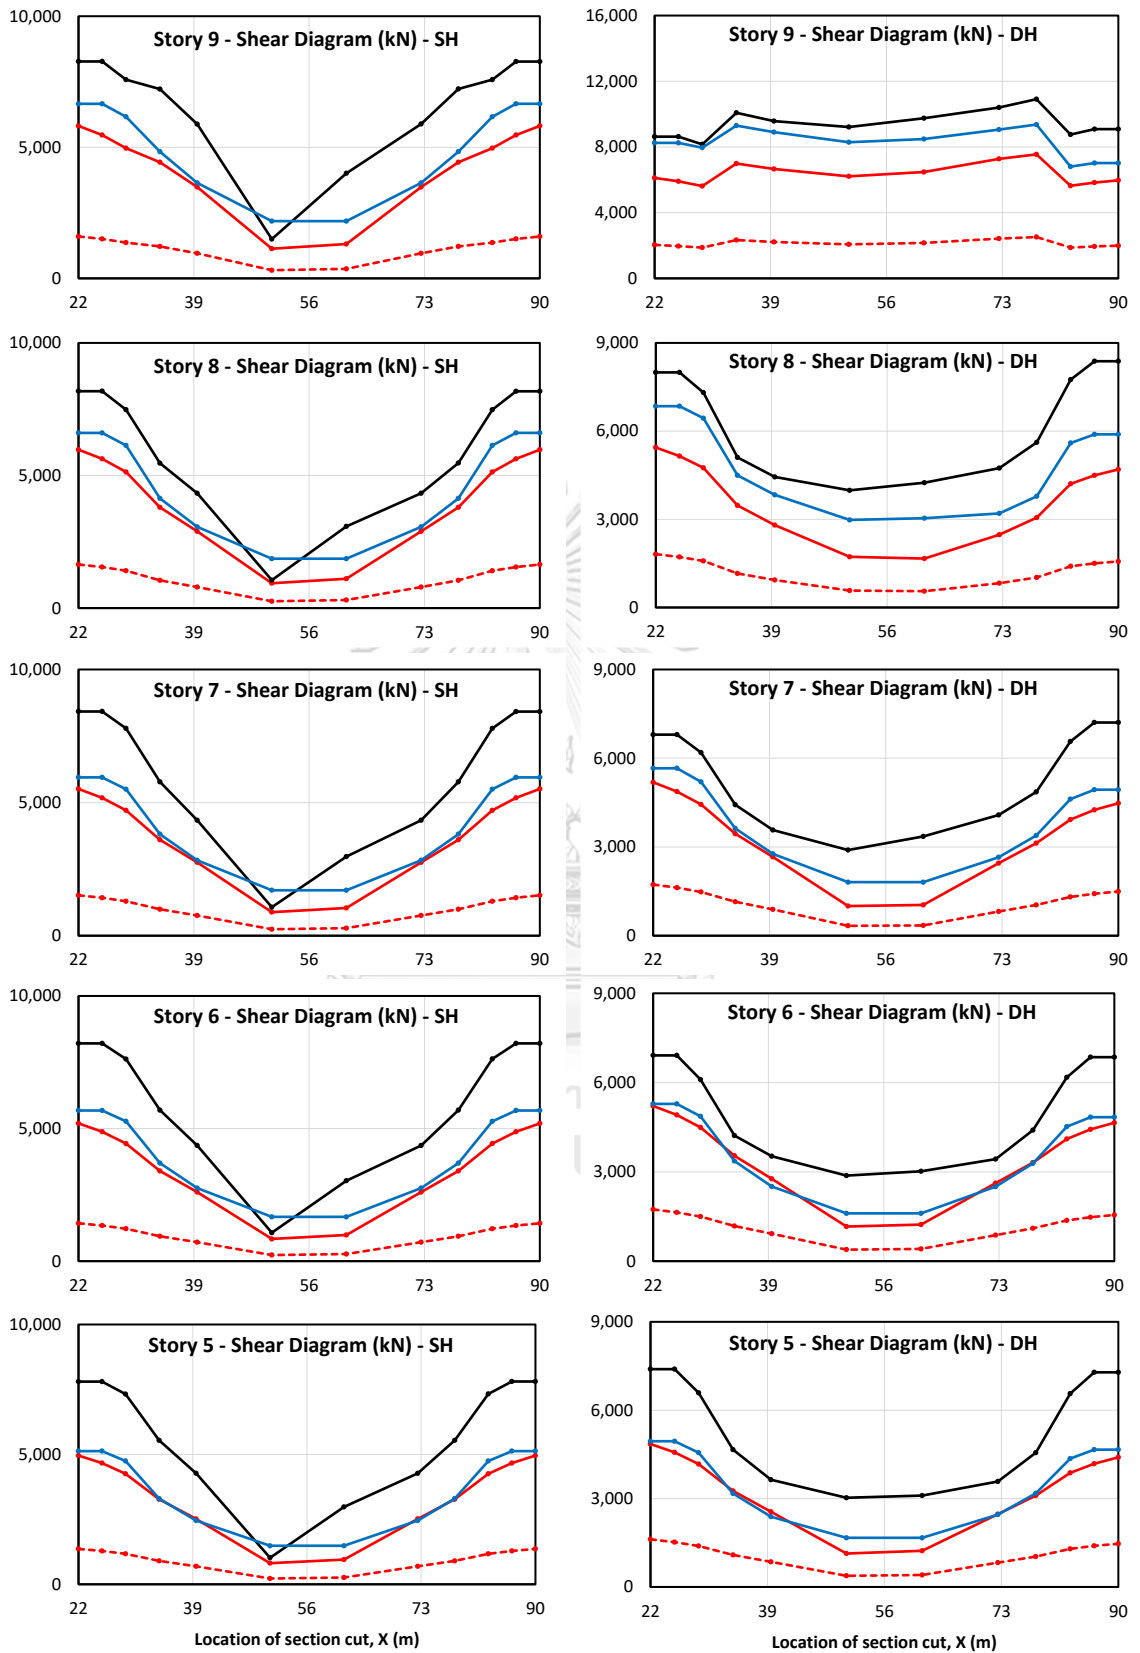 Story 9 - Shear Diagram (kN) - SH
10,000
5,000
0
22 39 56 73 90
Story 9 - Shear Diagram (kN) - DH
16,000
12,000
8,000
4,000
0
22 39 56 73 90
Story 8 - Shear Diagram (kN) - SH
10,000
5,000
0
22 39 56 73 90
Story 8 - Shear Diagram (kN) - DH
9,000
6,000
3,000
0
22 39 56 73 90
Story 7 - Shear Diagram (kN) - SH
10,000
5,000
0
22 39 56 73 90
Story 7 - Shear Diagram (kN) - DH
9,000
6,000
3,000
0
22 39 56 73 90
Story 6 - Shear Diagram (kN) - SH
10,000
5,000
0
22 39 56 73 90
Story 6 - Shear Diagram (kN) - DH
9,000
6,000
3,000
0
22 39 56 73 90
Story 5 - Shear Diagram (kN) - SH
10,000
5,000
0
22 39 56 73 90
Location of section cut, X (m)
Story 5 - Shear Diagram (kN) - DH
9,000
6,000
3,000
0
22 39 56 73 90
Location of section cut, X (m)